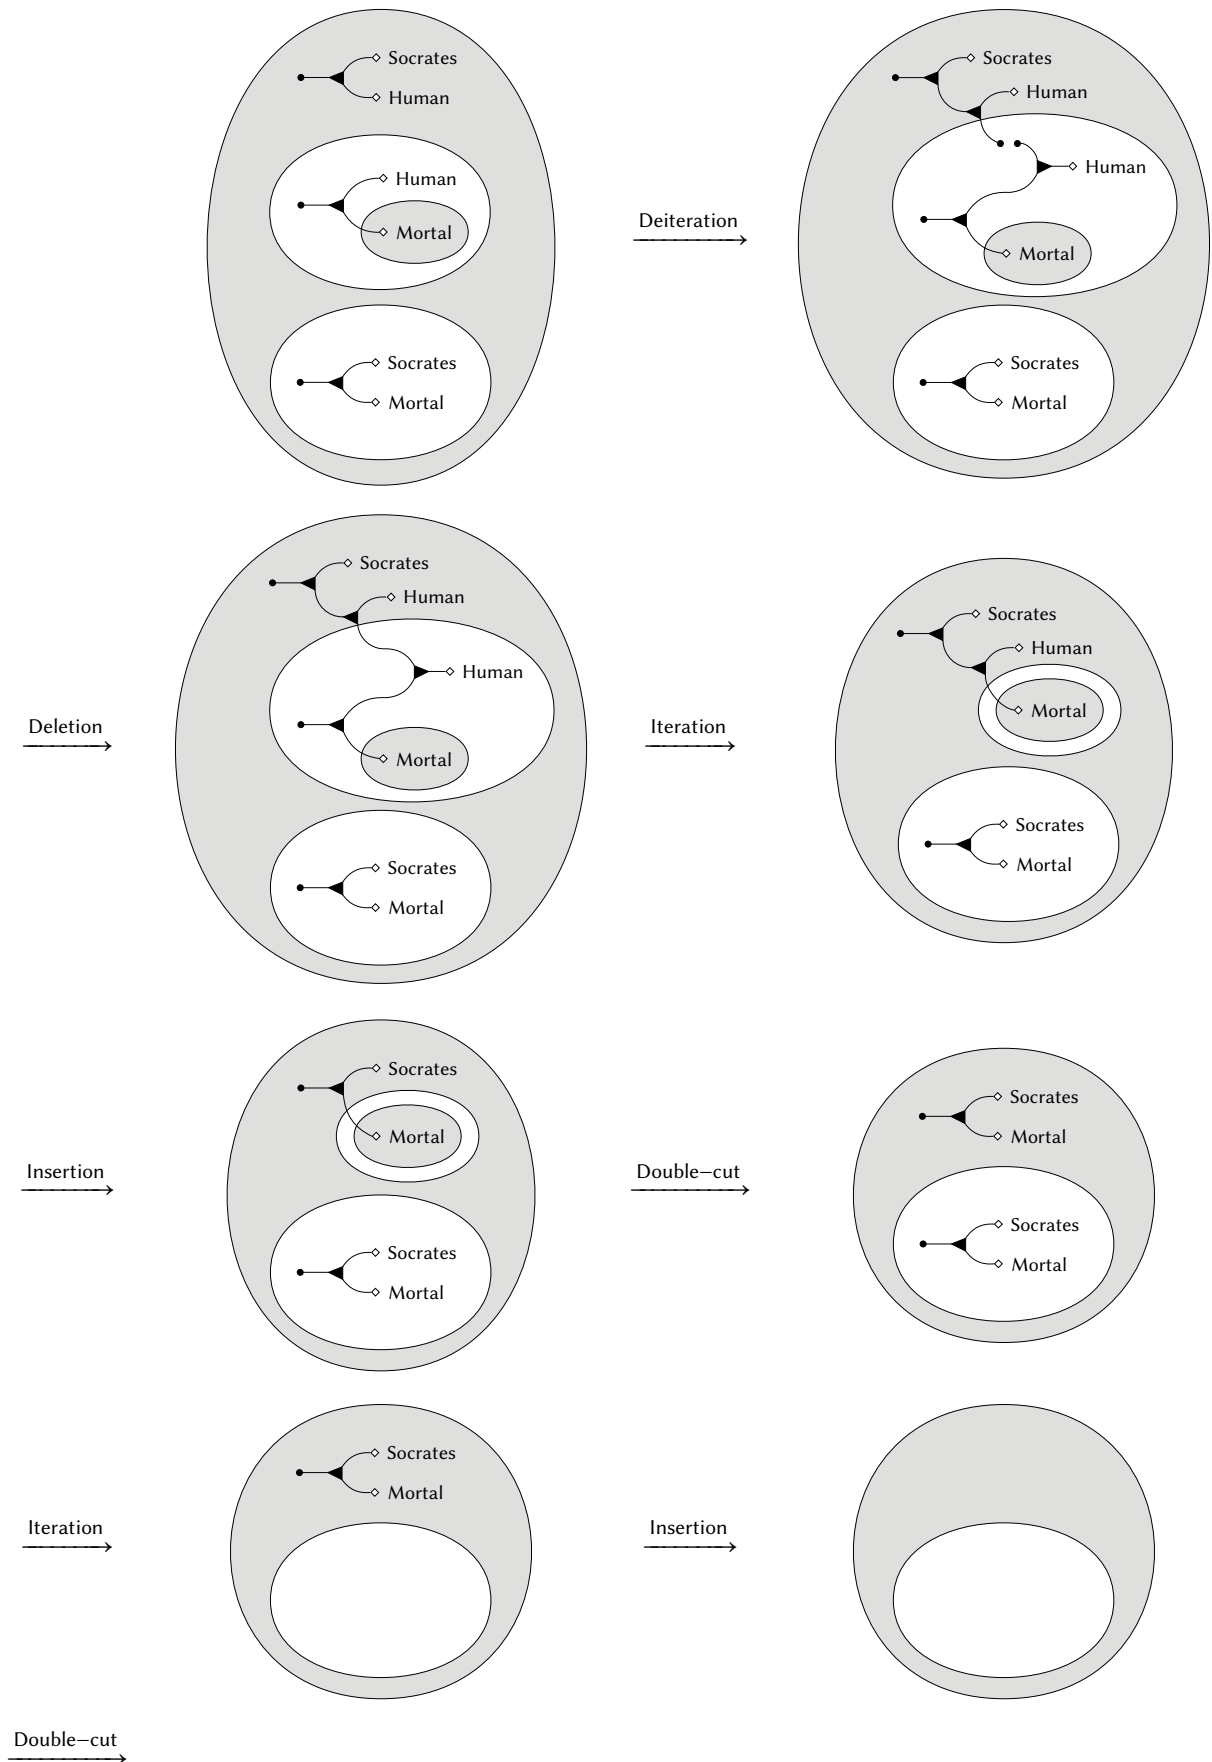 Socrates
Human
Human
Mortal
Socrates
Mortal
Deiteration
Socrates
Human
Human
Mortal
Socrates
Mortal
Deletion
Socrates
Human
Human
Mortal
Socrates
Mortal
Iteration
Socrates
Human
Mortal
Socrates
Mortal
Insertion
Socrates
Mortal
Socrates
Mortal
Double−cut
Socrates
Mortal
Socrates
Mortal
Iteration
Socrates
Mortal
Insertion
Double−cut